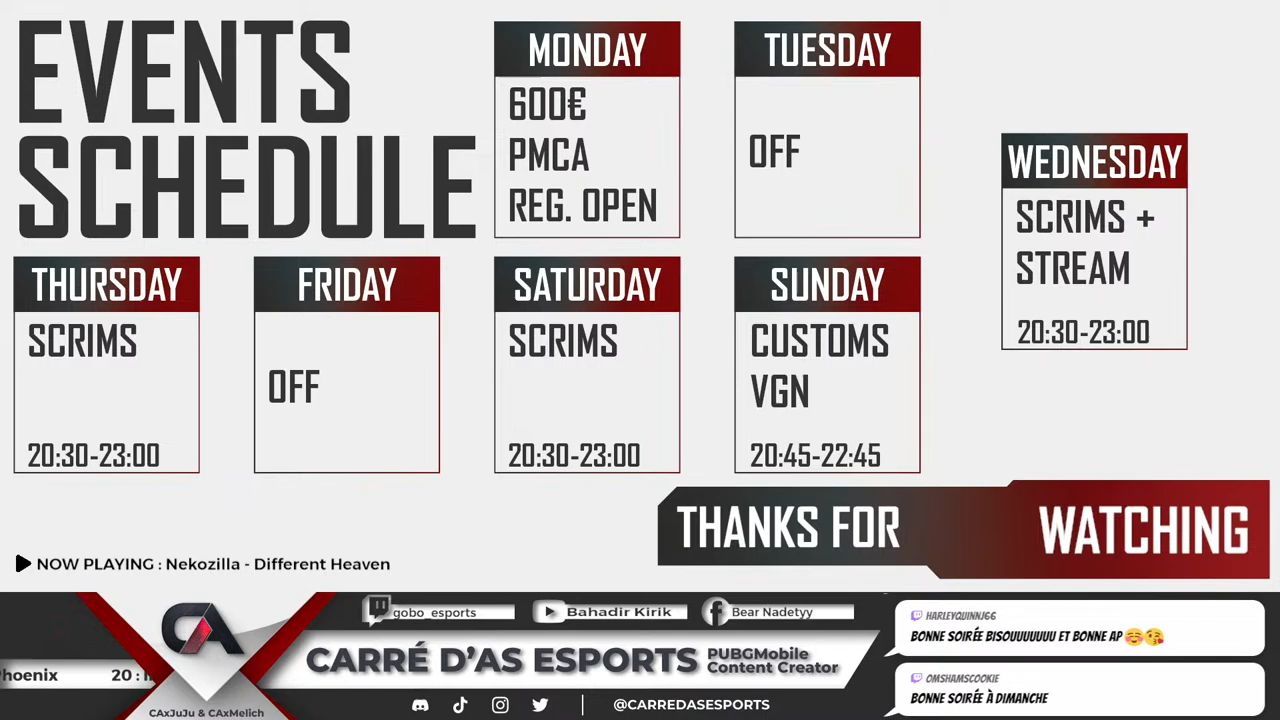 EVENTS
SCHEDULE
MONDAY
600€
PMCA
REG. OPEN
TUESDAY
OFF
WEDNESDAY
SCRIMS +
STREAM
20:30-23:00
THURSDAY
SCRIMS
20:30-23:00
FRIDAY
OFF
SATURDAY
SCRIMS
20:30-23:00
SUNDAY
CUSTOMS
VGN
20:45-22:45
THANKS FOR WATCHING
NOW PLAYING : Nekozilla - Different Heaven
gobo_esports
Bahadir Kirik
Bear Nadetyy
CARRÉ D'AS ESPORTS
PUBGMobile
Content Creator
Phoenix 20 :
CA
CAxJuJu & CAxMelich
@CARREDASESPORTS
HARLEYQUINNJ66
BONNE SOIRÉE BISOUUUUUUU ET BONNE AP 😊😘
OMSHAMSCOOKIE
BONNE SOIRÉE À DIMANCHE